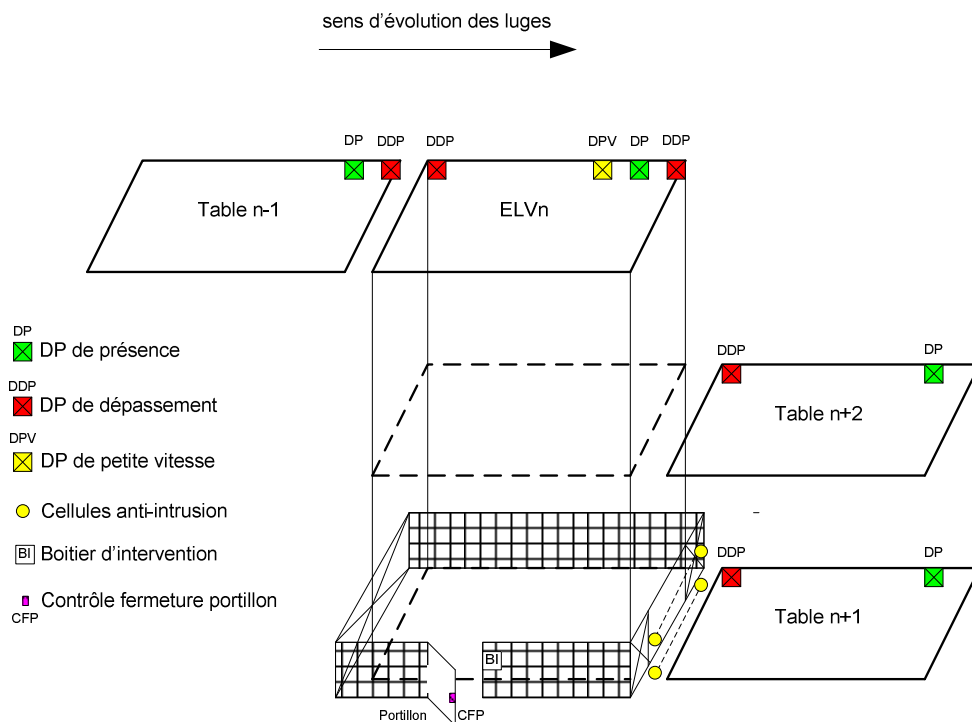 sens d'évolution des luges
DP DDP DDP DPV DP DDP
Table n-1 ELVn
DP
DP de présence
DDP
DP de dépassement
DPV
DP de petite vitesse
Cellules anti-intrusion
BI Boitier d'intervention
Contrôle fermeture portillon
CFP
DDP DP
Table n+2
DDP DP
Table n+1
BI
Portillon CFP